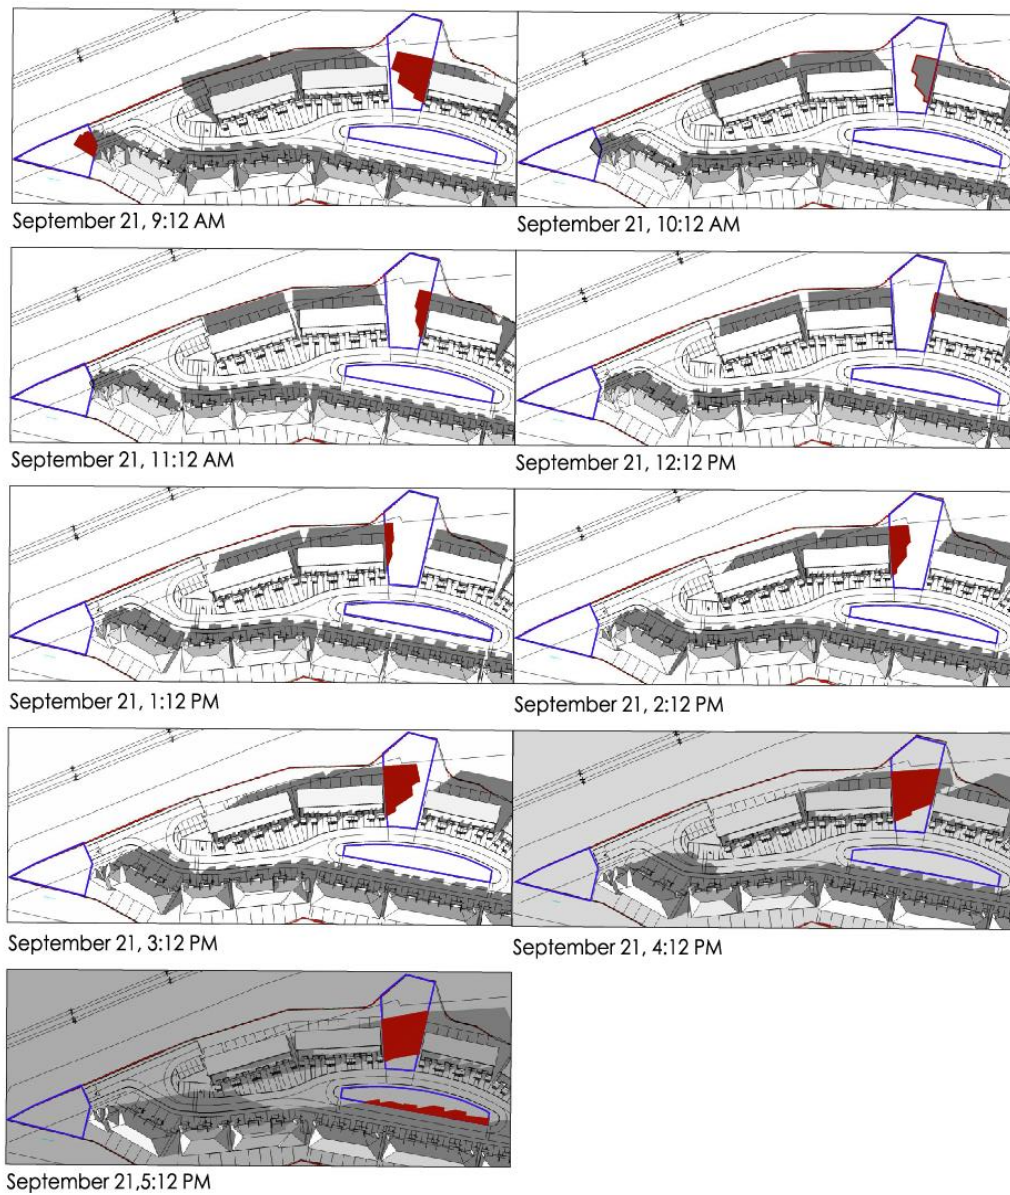 September 21, 9:12 AM
September 21, 10:12 AM
September 21, 11:12 AM
September 21, 12:12 PM
September 21, 1:12 PM
September 21, 2:12 PM
September 21, 3:12 PM
September 21, 4:12 PM
September 21,5:12 PM